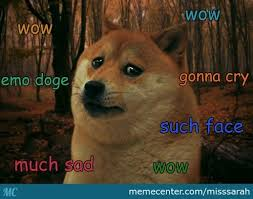 wow
wow
emo doge
gonna cry
such face
much sad
wow
MC
memecenter.com/misssarah